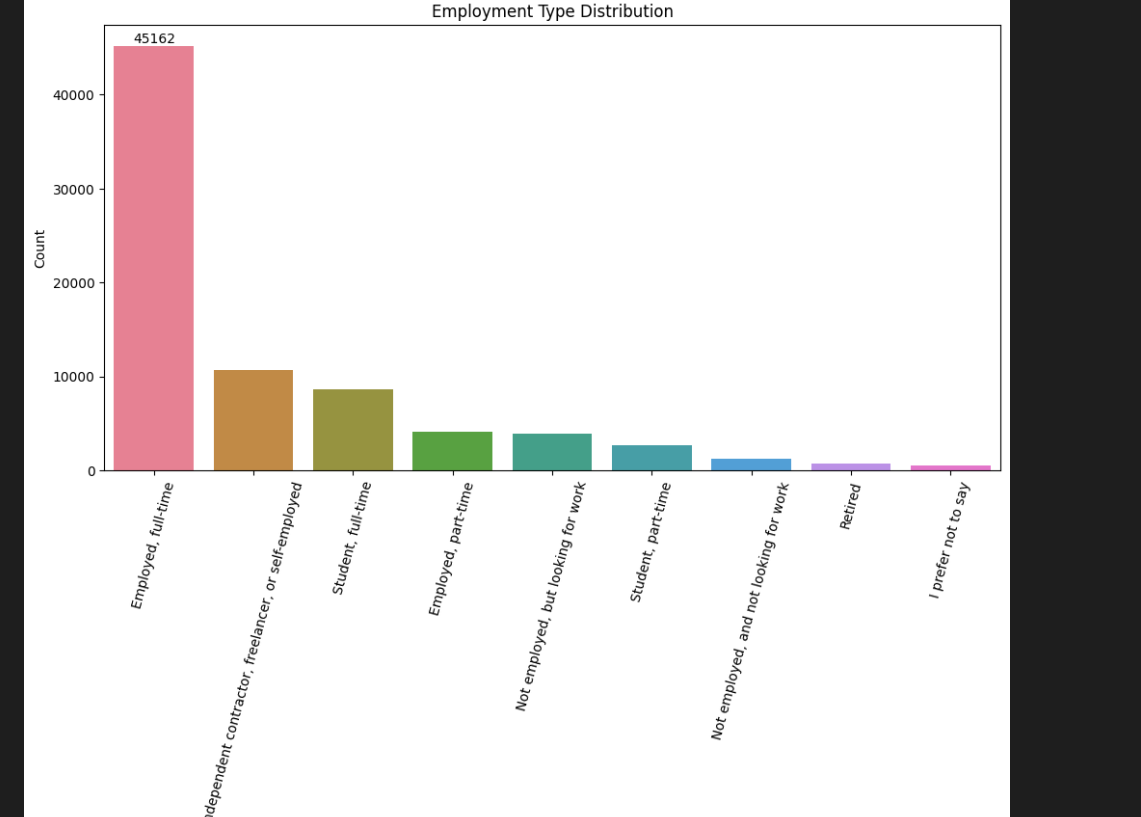 Employment Type Distribution
45162
Count
40000
30000
20000
10000
0
Employed, full-time
ndependent contractor, freelancer, or self-employed
Student, full-time
Employed, part-time
Not employed, but looking for work
Student, part-time
Not employed, and not looking for work
Retired
I prefer not to say